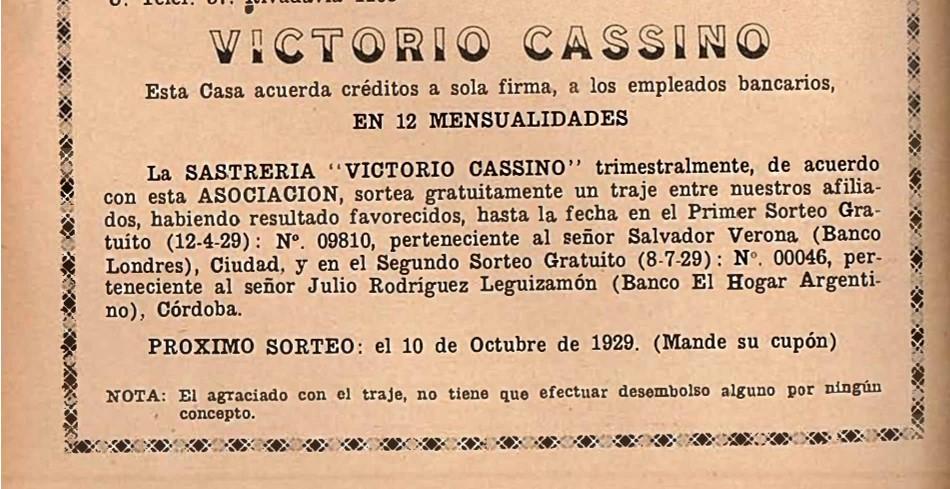 VICTORIO CASSINO
Esta Casa acuerda créditos a sola firma, a los empleados bancarios,
EN 12 MENSUALIDADES
La SASTRERIA "VICTORIO CASSINO" trimestralmente, de acuerdo
con esta ASOCIACION, sortea gratuitamente un traje entre nuestros afilia-
dos, habiendo resultado favorecidos, hasta la fecha en el Primer Sorteo Gra-
tuito (12-4-29): Nº. 09810, perteneciente al señor Salvador Verona (Banco
Londres), Ciudad, y en el Segundo Sorteo Gratuito (8-7-29): Nº. 00046, per-
teneciente al señor Julio Rodríguez Leguizamón (Banco El Hogar Argenti-
no), Córdoba.
PROXIMO SORTEO: el 10 de Octubre de 1929. (Mande su cupón)
NOTA: El agraciado con el traje, no tiene que efectuar desembolso alguno por ningún
concepto.